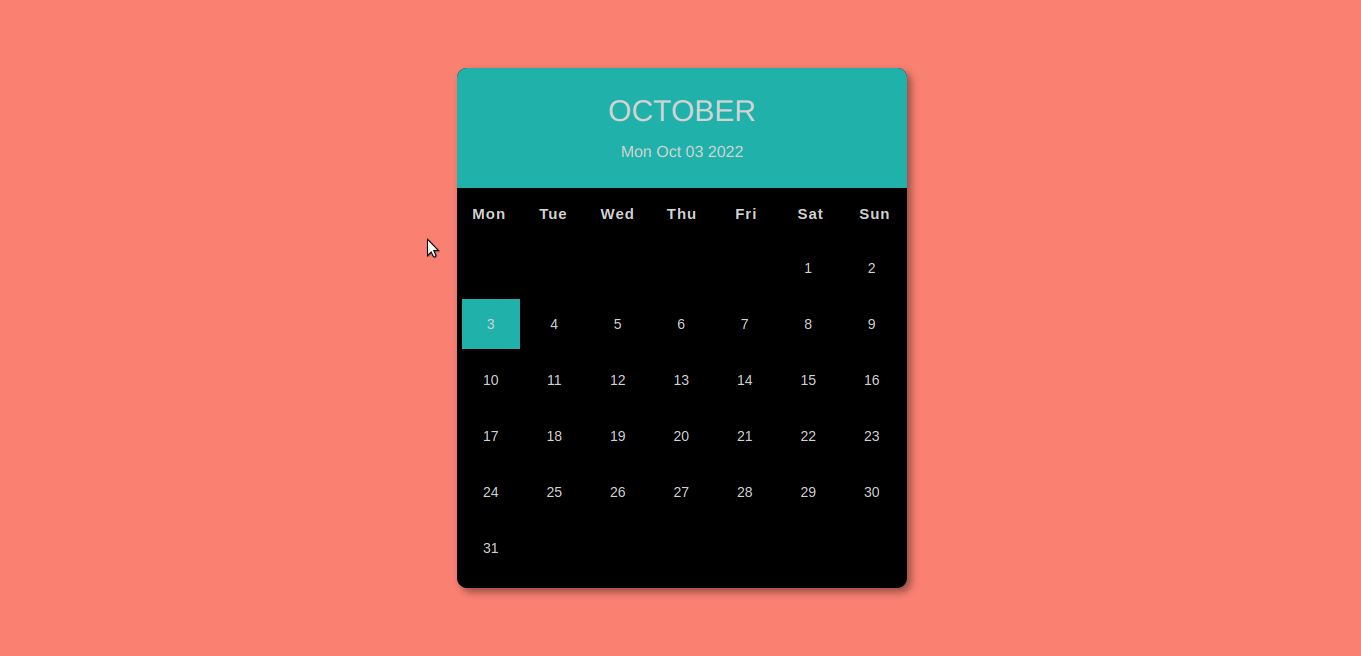 OCTOBER
Mon Oct 03 2022
Mon Tue Wed Thu Fri Sat Sun
1 2
3 4 5 6 7 8 9
10 11 12 13 14 15 16
17 18 19 20 21 22 23
24 25 26 27 28 29 30
31